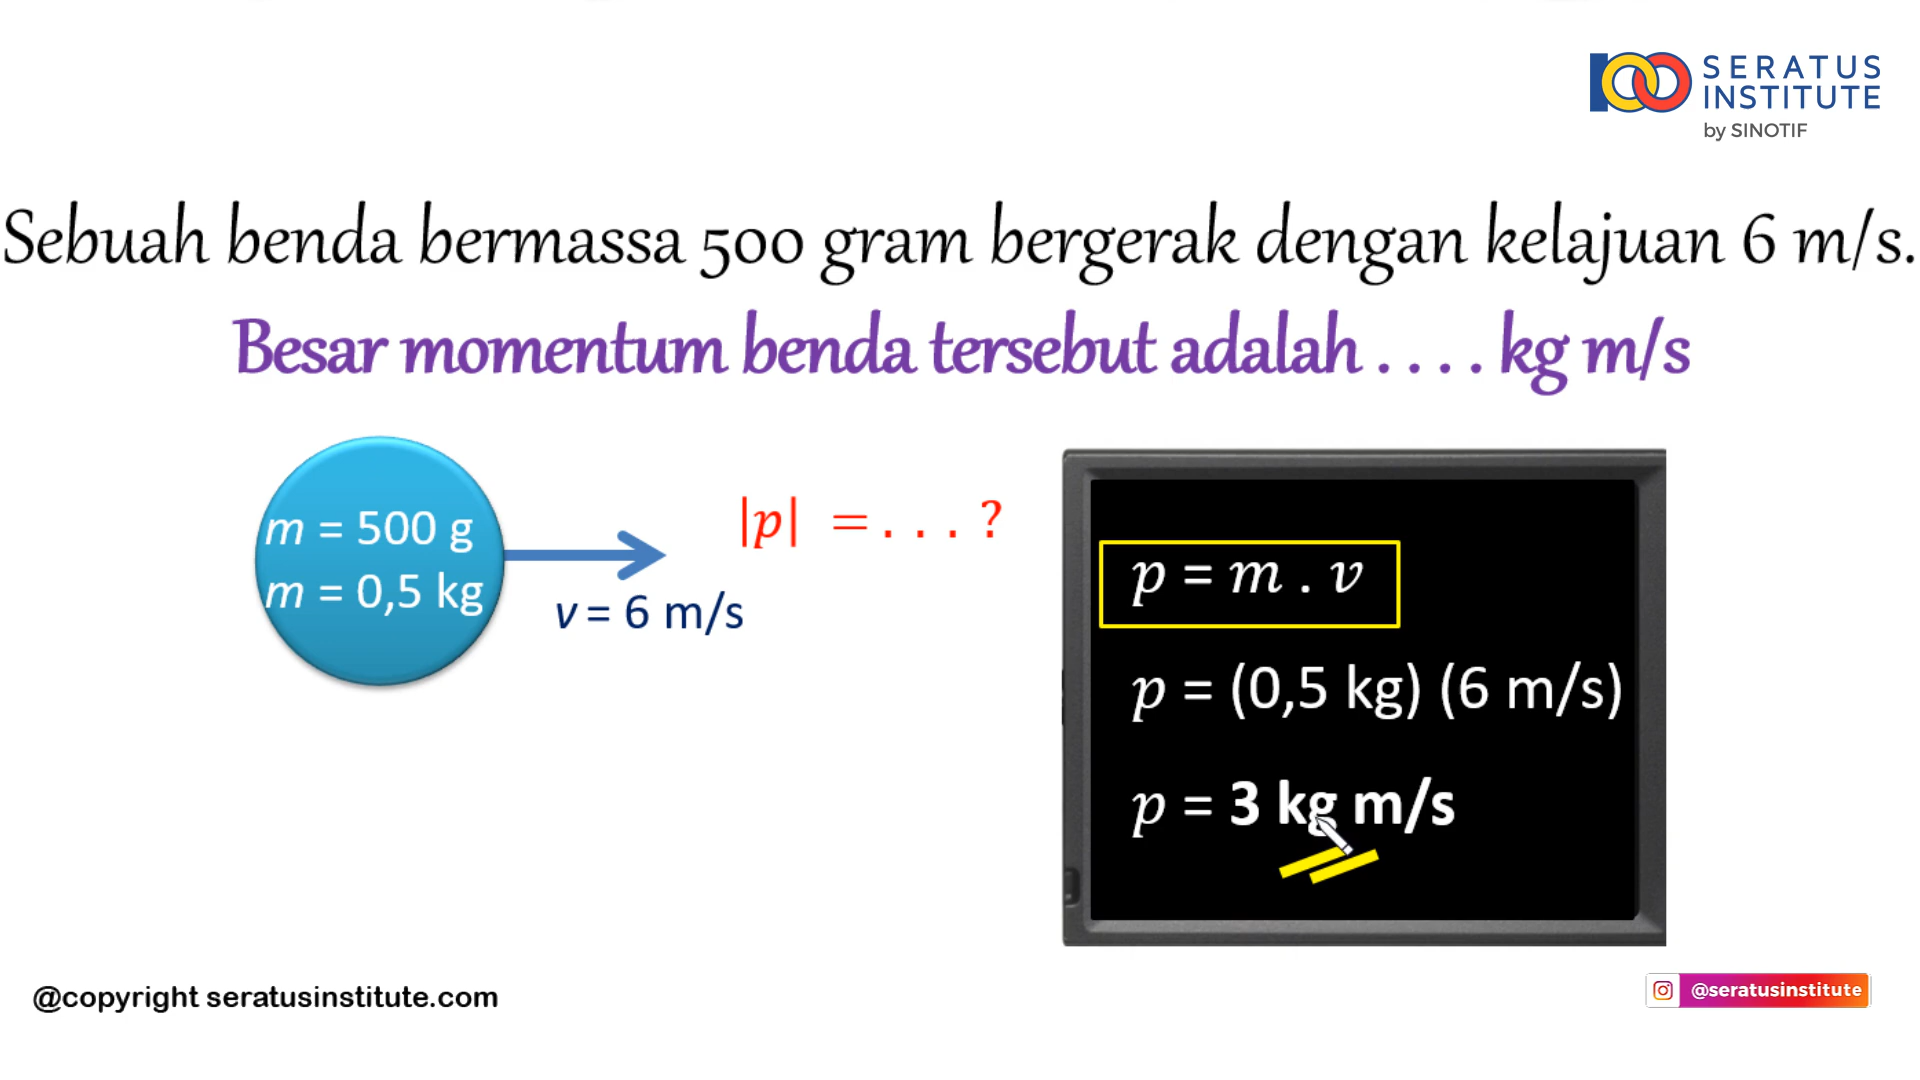 SERATUS
INSTITUTE
by SINOTIF
Sebuah benda bermassa 500 gram bergerak dengan kelajuan 6 m/s.
Besar momentum benda tersebut adalah . . . . kg m/s
m = 500 g
m = 0,5 kg
v = 6 m/s
|p| = . . . ?
p = m . v
p = (0,5 kg) (6 m/s)
p = 3 kg m/s
@copyright seratusinstitute.com
@seratusinstitute